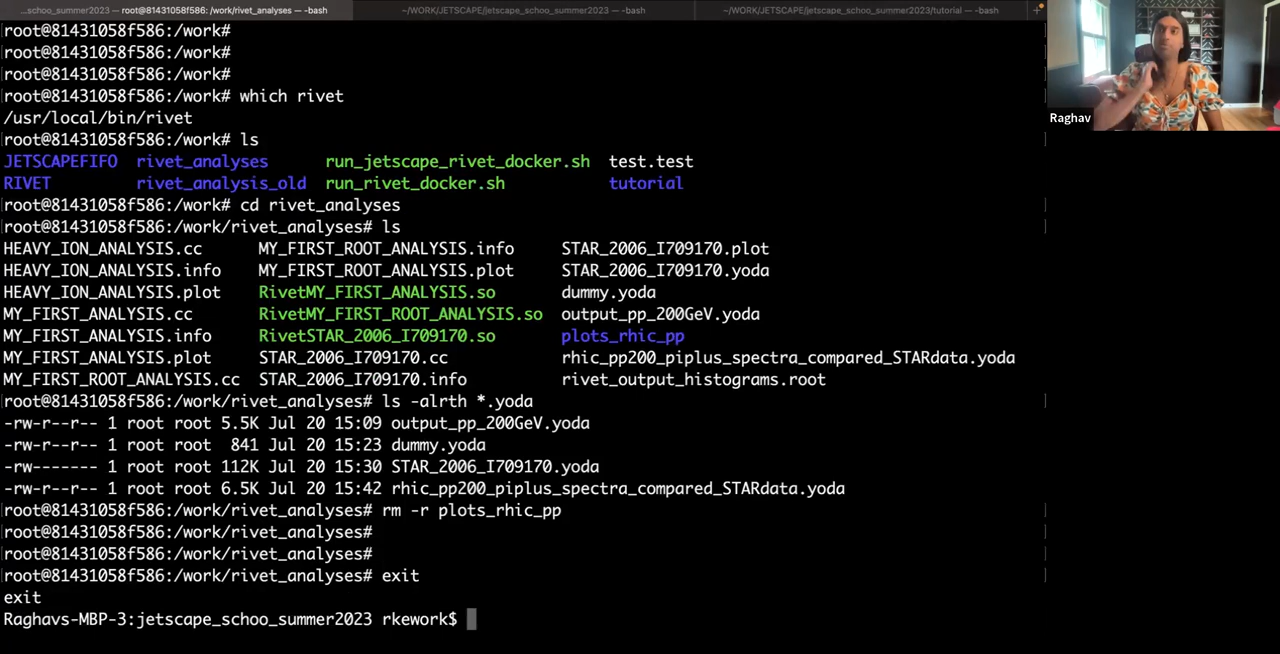 …schoo_summer2023 — root@81431058f586: /work/rivet_analyses — -bash ~/WORK/JETSCAPE/jetscape_schoo_summer2023 — -bash ~/WORK/JETSCAPE/jetscape_schoo_summer2023/tutorial — -bash +
root@81431058f586:/work#
root@81431058f586:/work#
root@81431058f586:/work#
root@81431058f586:/work# which rivet
/usr/local/bin/rivet
root@81431058f586:/work# ls
JETSCAPEFIFO rivet_analyses run_jetscape_rivet_docker.sh test.test
RIVET rivet_analysis_old run_rivet_docker.sh tutorial
root@81431058f586:/work# cd rivet_analyses
root@81431058f586:/work/rivet_analyses# ls
HEAVY_ION_ANALYSIS.cc MY_FIRST_ROOT_ANALYSIS.info STAR_2006_I709170.plot
HEAVY_ION_ANALYSIS.info MY_FIRST_ROOT_ANALYSIS.plot STAR_2006_I709170.yoda
HEAVY_ION_ANALYSIS.plot RivetMY_FIRST_ANALYSIS.so dummy.yoda
MY_FIRST_ANALYSIS.cc RivetMY_FIRST_ROOT_ANALYSIS.so output_pp_200GeV.yoda
MY_FIRST_ANALYSIS.info RivetSTAR_2006_I709170.so plots_rhic_pp
MY_FIRST_ANALYSIS.plot STAR_2006_I709170.cc rhic_pp200_piplus_spectra_compared_STARdata.yoda
MY_FIRST_ROOT_ANALYSIS.cc STAR_2006_I709170.info rivet_output_histograms.root
root@81431058f586:/work/rivet_analyses# ls -alrth *.yoda
-rw-r--r-- 1 root root 5.5K Jul 20 15:09 output_pp_200GeV.yoda
-rw-r--r-- 1 root root 841 Jul 20 15:23 dummy.yoda
-rw------- 1 root root 112K Jul 20 15:30 STAR_2006_I709170.yoda
-rw-r--r-- 1 root root 6.5K Jul 20 15:42 rhic_pp200_piplus_spectra_compared_STARdata.yoda
root@81431058f586:/work/rivet_analyses# rm -r plots_rhic_pp
root@81431058f586:/work/rivet_analyses#
root@81431058f586:/work/rivet_analyses#
root@81431058f586:/work/rivet_analyses# exit
exit
Raghavs-MBP-3:jetscape_schoo_summer2023 rkework$
Raghav